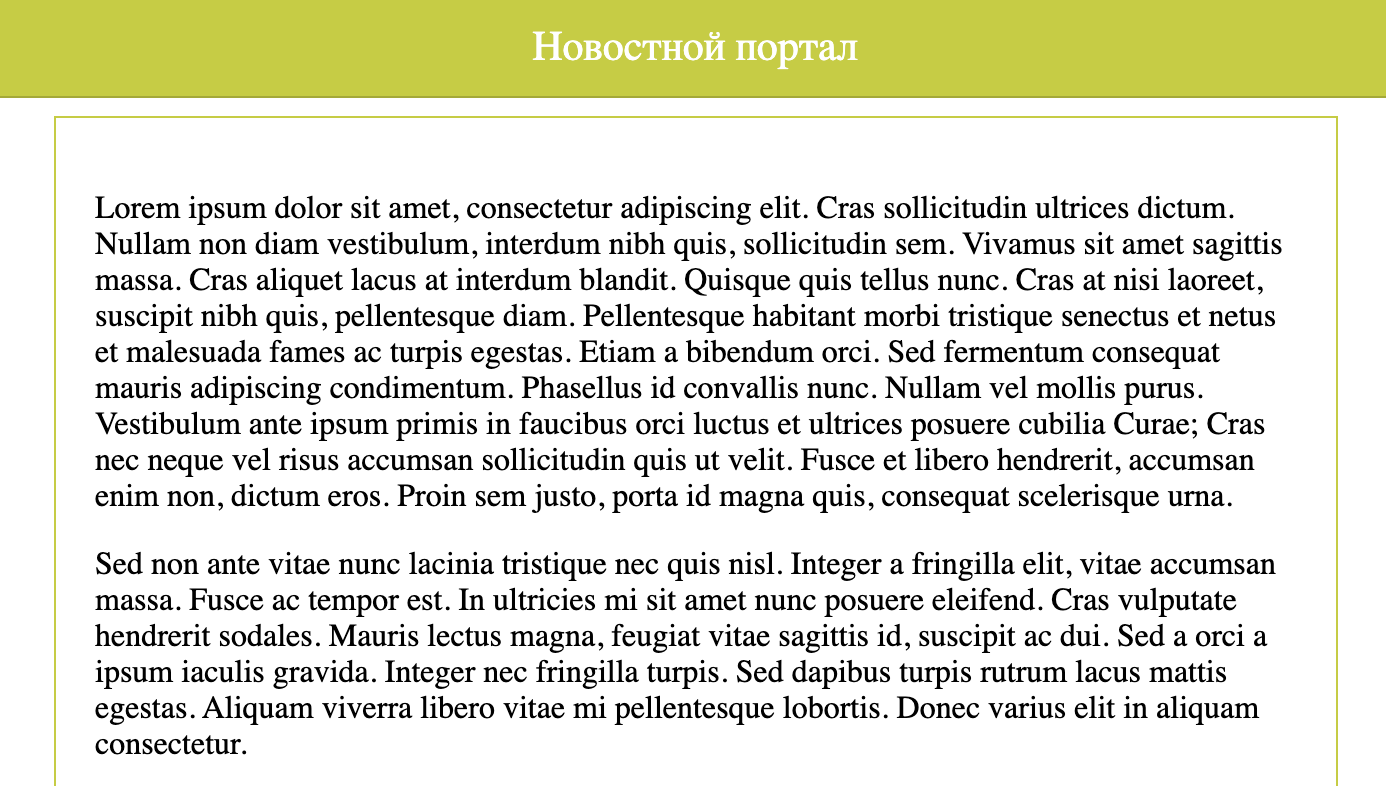 Новостной портал
Lorem ipsum dolor sit amet, consectetur adipiscing elit. Cras sollicitudin ultrices dictum.
Nullam non diam vestibulum, interdum nibh quis, sollicitudin sem. Vivamus sit amet sagittis
massa. Cras aliquet lacus at interdum blandit. Quisque quis tellus nunc. Cras at nisi laoreet,
suscipit nibh quis, pellentesque diam. Pellentesque habitant morbi tristique senectus et netus
et malesuada fames ac turpis egestas. Etiam a bibendum orci. Sed fermentum consequat
mauris adipiscing condimentum. Phasellus id convallis nunc. Nullam vel mollis purus.
Vestibulum ante ipsum primis in faucibus orci luctus et ultrices posuere cubilia Curae; Cras
nec neque vel risus accumsan sollicitudin quis ut velit. Fusce et libero hendrerit, accumsan
enim non, dictum eros. Proin sem justo, porta id magna quis, consequat scelerisque urna.
Sed non ante vitae nunc lacinia tristique nec quis nisl. Integer a fringilla elit, vitae accumsan
massa. Fusce ac tempor est. In ultricies mi sit amet nunc posuere eleifend. Cras vulputate
hendrerit sodales. Mauris lectus magna, feugiat vitae sagittis id, suscipit ac dui. Sed a orci a
ipsum iaculis gravida. Integer nec fringilla turpis. Sed dapibus turpis rutrum lacus mattis
egestas. Aliquam viverra libero vitae mi pellentesque lobortis. Donec varius elit in aliquam
consectetur.